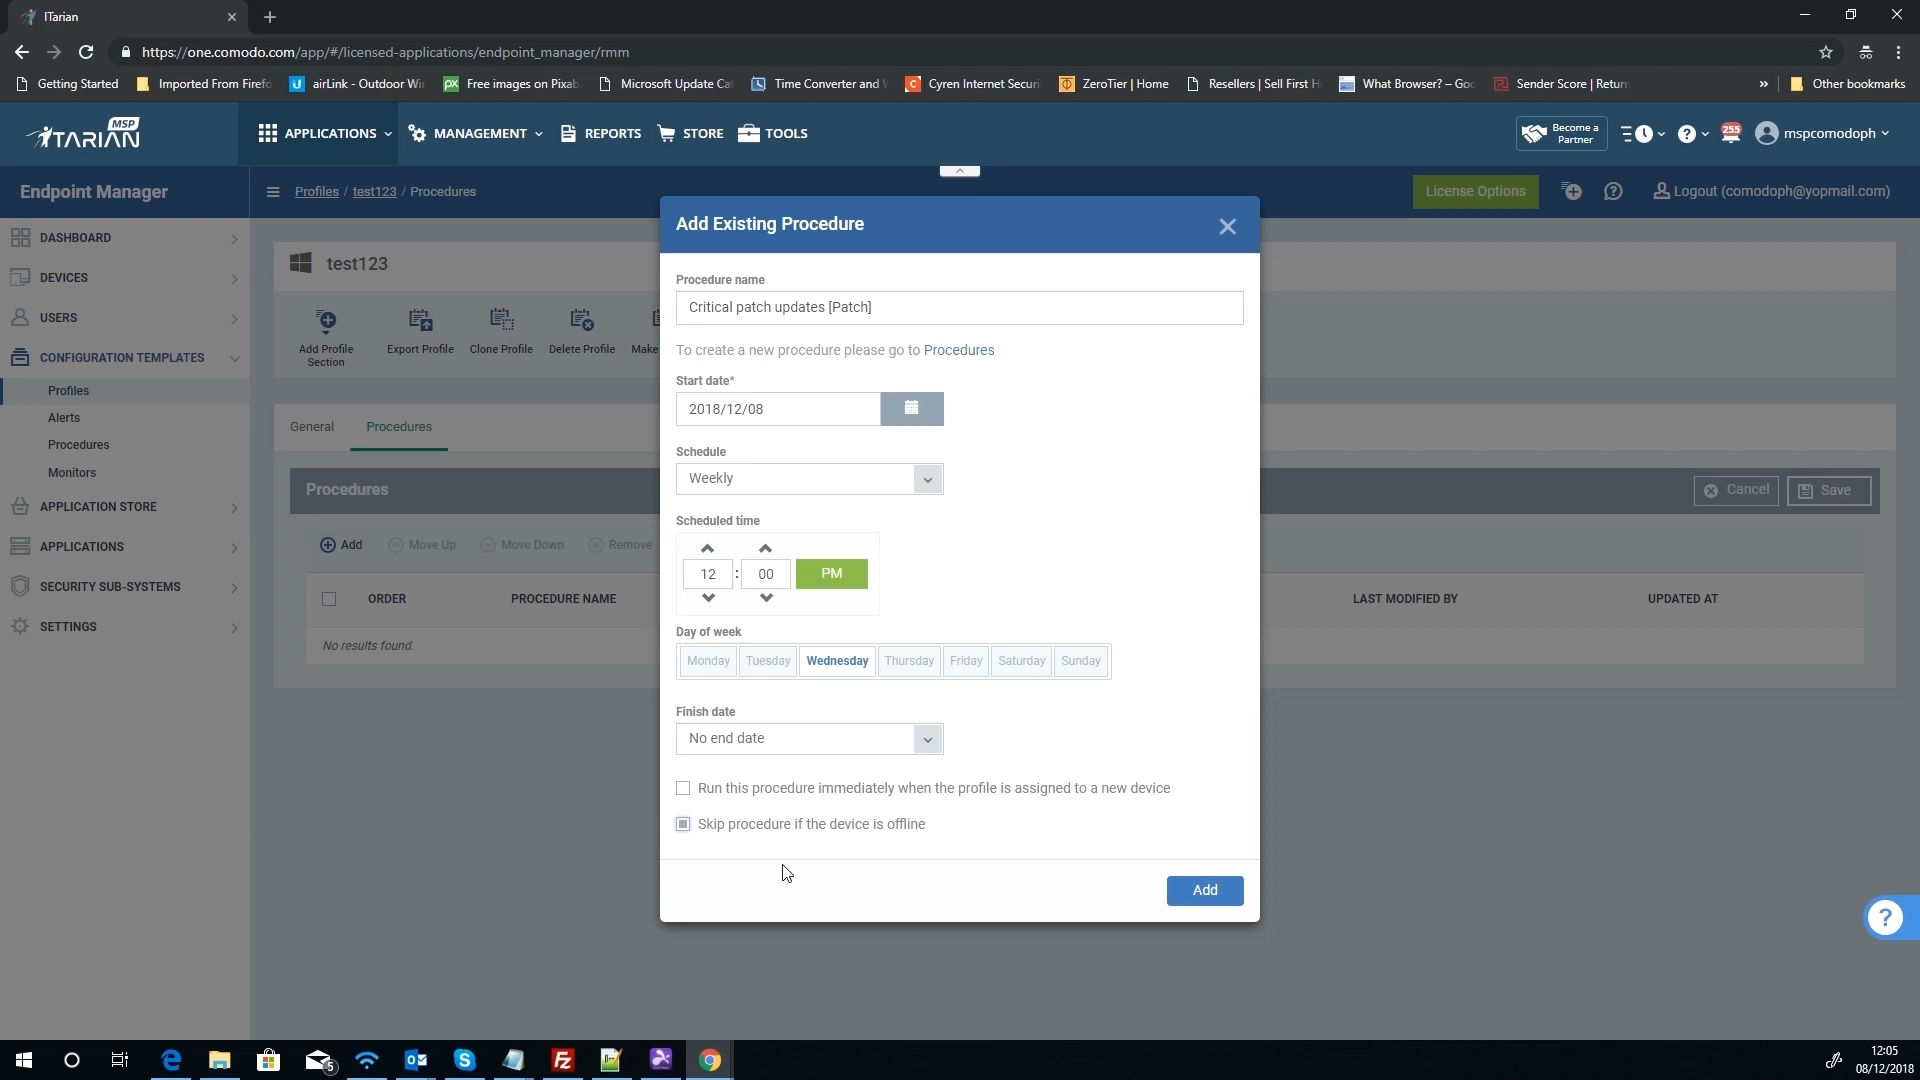 ITarian
https://one.comodo.com/app/#/licensed-applications/endpoint_manager/rmm
Getting Started Imported From Firefo airLink - Outdoor Wir Free images on Pixab Microsoft Update Cat Time Converter and W Cyren Internet Securi ZeroTier | Home Resellers | Sell First H What Browser? – Goo Sender Score | Return » Other bookmarks
ITARIAN MSP
APPLICATIONS MANAGEMENT REPORTS STORE TOOLS
Become a
Partner
255
mspcomodoph
Endpoint Manager
Profiles / test123 / Procedures
License Options
Logout (comodoph@yopmail.com)
DASHBOARD
DEVICES
USERS
CONFIGURATION TEMPLATES
Profiles
Alerts
Procedures
Monitors
APPLICATION STORE
APPLICATIONS
SECURITY SUB-SYSTEMS
SETTINGS
test123
Add Profile
Section
Export Profile Clone Profile Delete Profile Make
General Procedures
Procedures
Cancel Save
Add Move Up Move Down Remove
ORDER PROCEDURE NAME LAST MODIFIED BY UPDATED AT
No results found.
Add Existing Procedure
Procedure name
Critical patch updates [Patch]
To create a new procedure please go to Procedures
Start date*
2018/12/08
Schedule
Weekly
Scheduled time
12 : 00 PM
Day of week
Monday Tuesday Wednesday Thursday Friday Saturday Sunday
Finish date
No end date
Run this procedure immediately when the profile is assigned to a new device
Skip procedure if the device is offline
Add
?
5
12:05
08/12/2018